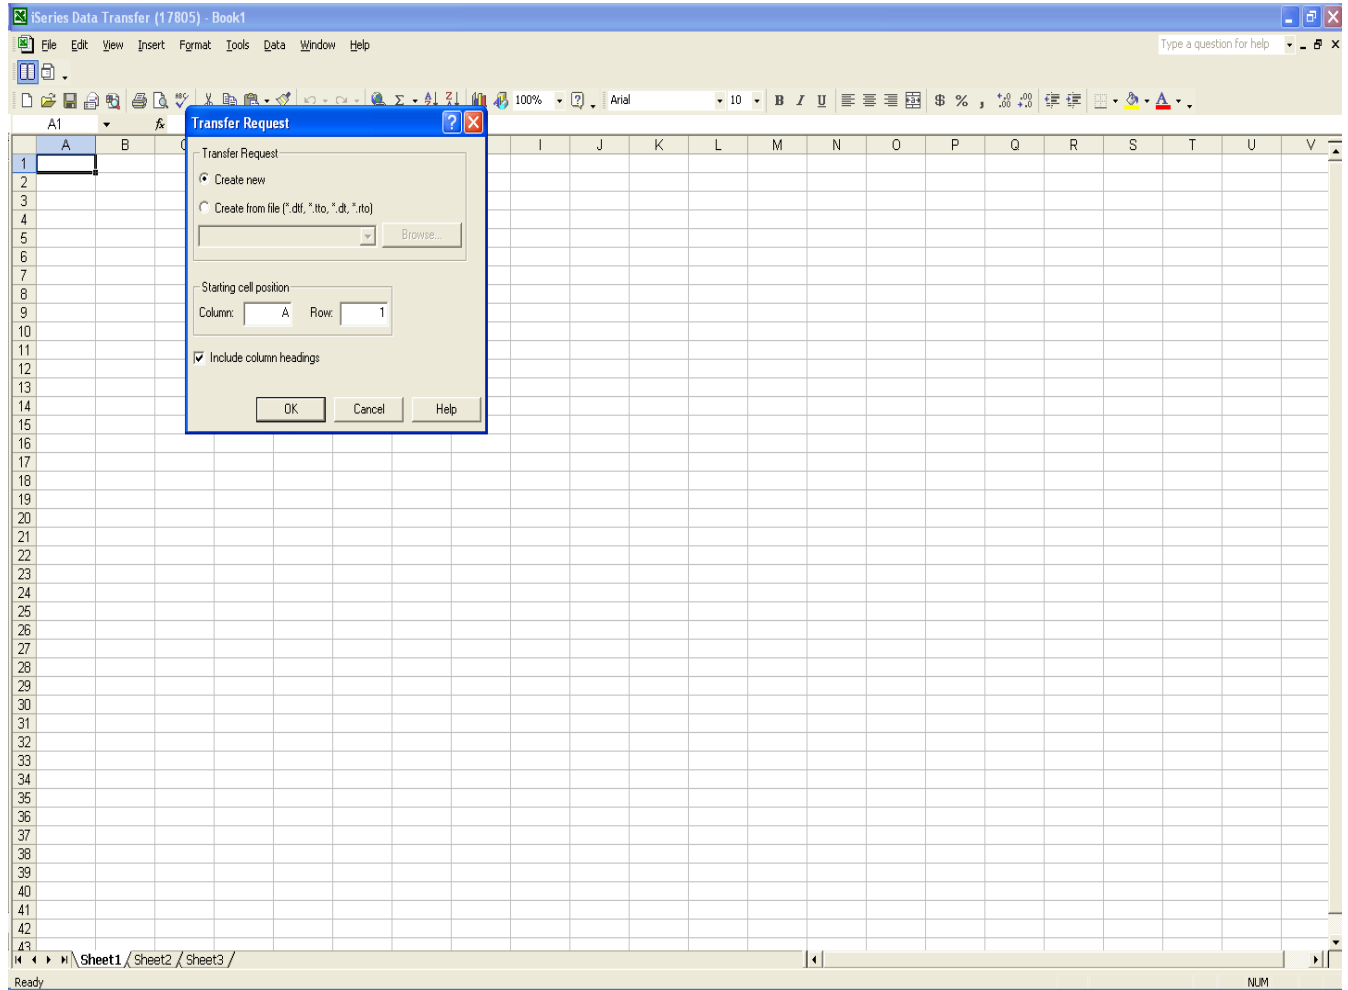 iSeries Data Transfer (17805) - Book1
File Edit View Insert Format Tools Data Window Help
Type a question for help
100%
Arial
10
B I U
$ % ,
A1
fx
Transfer Request
A B C I J K L M N O P Q R S T U V
Transfer Request
Create new
Create from file (*.dtf, *.tto, *.dt, *.rto)
Browse...
Starting cell position
Column: A Row: 1
Include column headings
OK Cancel Help
1
2
3
4
5
6
7
8
9
10
11
12
13
14
15
16
17
18
19
20
21
22
23
24
25
26
27
28
29
30
31
32
33
34
35
36
37
38
39
40
41
42
43
Sheet1 / Sheet2 / Sheet3 /
Ready
NUM